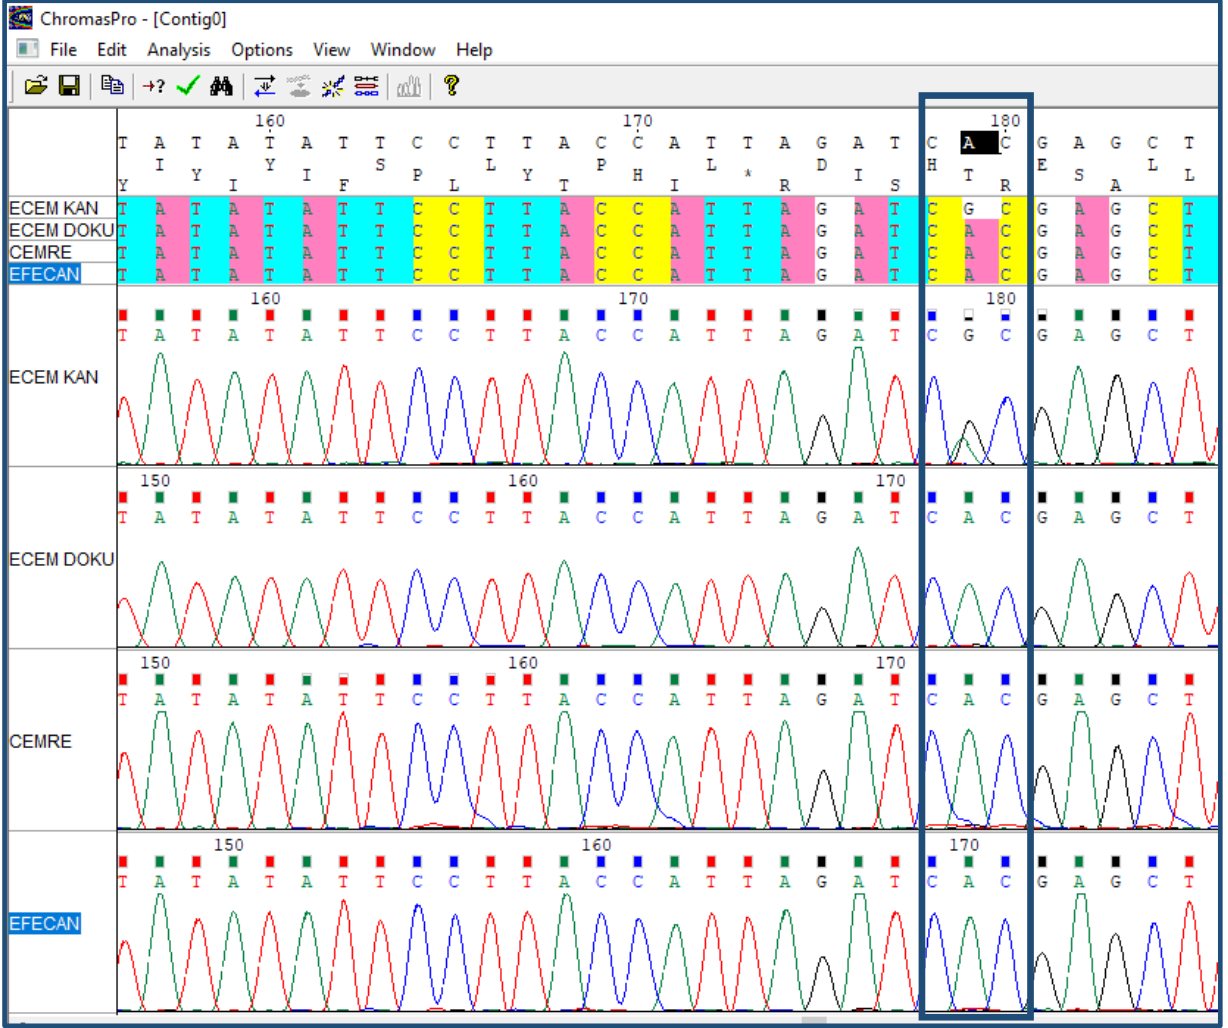 ChromasPro - [Contig0]
File Edit Analysis Options View Window Help
160 170 180
T A T A T A T T C C T T A C C A T T A G A T C A C G A G C T
I Y S L P L D H E L
Y I P Y H * I T S L
Y I F L T I R S R A
ECEM KAN T A T A T A T T C C T T A C C A T T A G A T C G C G A G C T
ECEM DOKU T A T A T A T T C C T T A C C A T T A G A T C A C G A G C T
CEMRE T A T A T A T T C C T T A C C A T T A G A T C A C G A G C T
EFECAN T A T A T A T T C C T T A C C A T T A G A T C A C G A G C T
160 170 180
T A T A T A T T C C T T A C C A T T A G A T C G C G A G C T
ECEM KAN
150 160 170
T A T A T A T T C C T T A C C A T T A G A T C A C G A G C T
ECEM DOKU
150 160 170
T A T A T A T T C C T T A C C A T T A G A T C A C G A G C T
CEMRE
150 160 170
T A T A T A T T C C T T A C C A T T A G A T C A C G A G C T
EFECAN